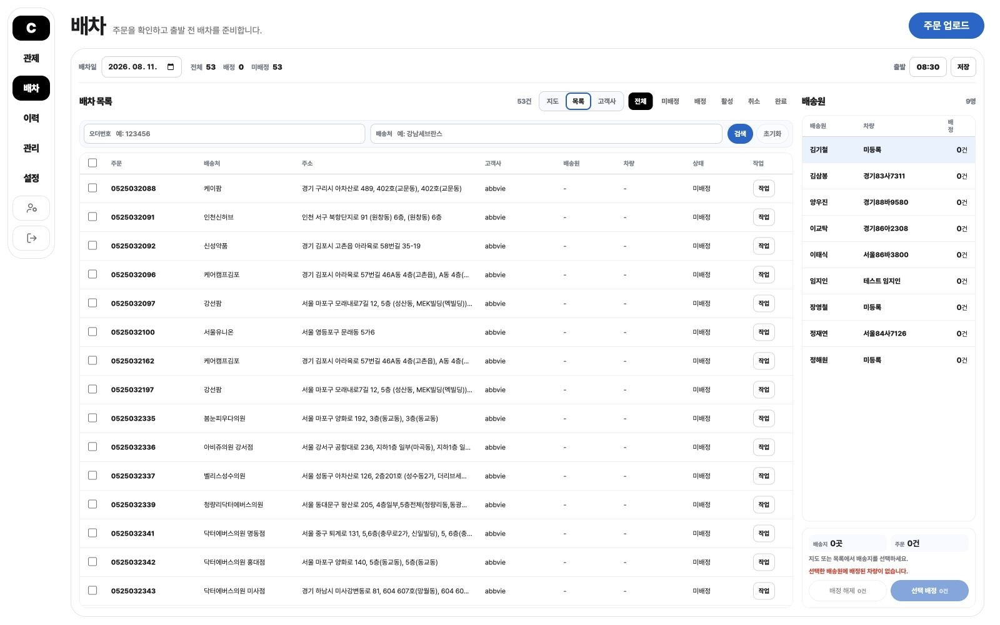 C
관제
배차
이력
관리
설정
배차 주문을 확인하고 출발 전 배차를 준비합니다.
주문 업로드
배차일 2026. 08. 11. 전체 53 배정 0 미배정 53
출발 08:30 저장
배차 목록
53건 지도 목록 고객사 전체 미배정 배정 활성 취소 완료
오더번호 예: 123456 배송처 예: 강남세브란스 검색 초기화
주문 배송처 주소 고객사 배송원 차량 상태 작업
0525032088 케이팜 경기 구리시 아차산로 489, 402호(교문동), 402호(교문동) abbvie - - 미배정 작업
0525032091 인천신허브 인천 서구 북항단지로 91 (원창동) 6층, (원창동) 6층 abbvie - - 미배정 작업
0525032092 신성약품 경기 김포시 고촌읍 아라육로 58번길 35-19 abbvie - - 미배정 작업
0525032096 케어캠프김포 경기 김포시 아라육로 57번길 46A동 4층(고촌읍), A동 4층(... abbvie - - 미배정 작업
0525032097 강선팜 서울 마포구 모래내로7길 12, 5층 (성산동, MEK빌딩(멕빌딩))... abbvie - - 미배정 작업
0525032100 서울유니온 서울 영등포구 문래동 5가6 abbvie - - 미배정 작업
0525032162 케어캠프김포 경기 김포시 아라육로 57번길 46A동 4층(고촌읍), A동 4층(... abbvie - - 미배정 작업
0525032197 강선팜 서울 마포구 모래내로7길 12, 5층 (성산동, MEK빌딩(멕빌딩))... abbvie - - 미배정 작업
0525032335 봄눈피우다의원 서울 마포구 양화로 192, 3층(동교동), 3층(동교동) abbvie - - 미배정 작업
0525032336 아비쥬의원 강서점 서울 강서구 공항대로 236, 지하1층 일부(마곡동), 지하1층 일... abbvie - - 미배정 작업
0525032337 벨리스성수의원 서울 성동구 아차산로 126, 2층201호 (성수동2가, 더리브세... abbvie - - 미배정 작업
0525032339 청량리닥터에버스의원 서울 동대문구 왕산로 205, 4층일부,5층전체(청량리동,동광... abbvie - - 미배정 작업
0525032341 닥터에버스의원 명동점 서울 중구 퇴계로 131, 5,6층(충무로2가, 신일빌딩), 5, 6층(충... abbvie - - 미배정 작업
0525032342 닥터에버스의원 홍대점 서울 마포구 양화로 140, 5층(동교동), 5층(동교동) abbvie - - 미배정 작업
0525032343 닥터에버스의원 미사점 경기 하남시 미사강변동로 81, 604 607호(망월동), 604 60... abbvie - - 미배정 작업
배송원 9명
배송원 차량 배정
김기철 미등록 0건
김삼봉 경기83사7311 0건
양우진 경기88바9580 0건
이교탁 경기86아2308 0건
이태식 서울86바3800 0건
임지인 테스트 임지인 0건
장영철 미등록 0건
정재연 서울84사7126 0건
정해원 미등록 0건
배송지 0곳 주문 0건
지도 또는 목록에서 배송지를 선택하세요.
선택한 배송원에 배정된 차량이 없습니다.
배정 해제 0건 선택 배정 0건